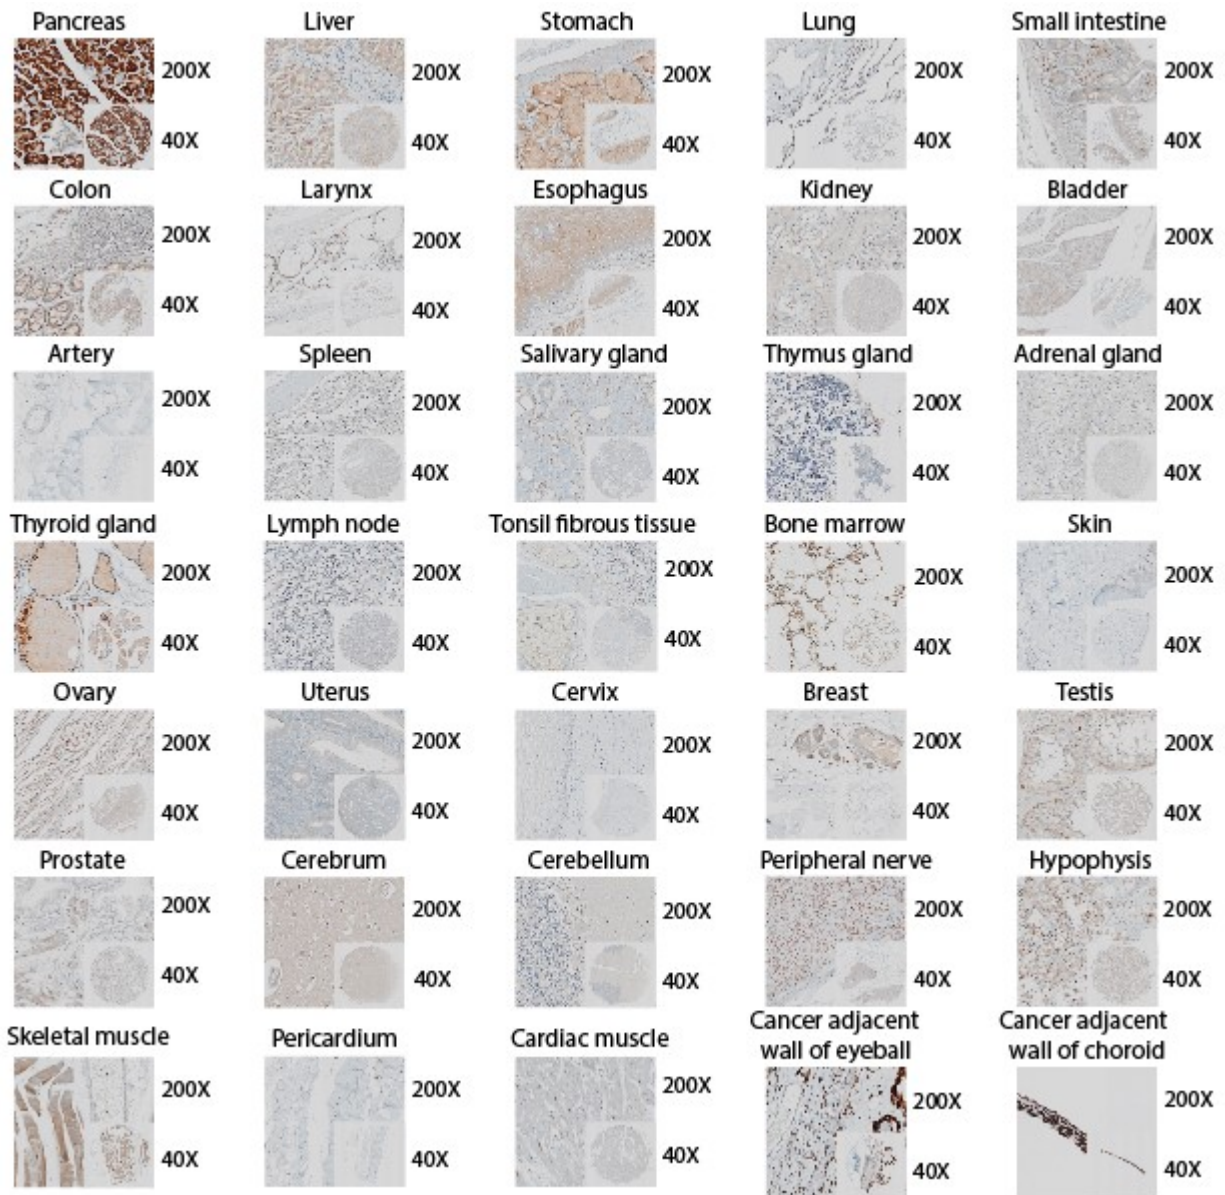 Pancreas Liver Stomach Lung Small intestine
200X 200X 200X 200X 200X
40X 40X 40X 40X 40X
Colon Larynx Esophagus Kidney Bladder
200X 200X 200X 200X 200X
40X 40X 40X 40X 40X
Artery Spleen Salivary gland Thymus gland Adrenal gland
200X 200X 200X 200X 200X
40X 40X 40X 40X 40X
Thyroid gland Lymph node Tonsil fibrous tissue Bone marrow Skin
200X 200X 200X 200X 200X
40X 40X 40X 40X 40X
Ovary Uterus Cervix Breast Testis
200X 200X 200X 200X 200X
40X 40X 40X 40X 40X
Prostate Cerebrum Cerebellum Peripheral nerve Hypophysis
200X 200X 200X 200X 200X
40X 40X 40X 40X 40X
Skeletal muscle Pericardium Cardiac muscle Cancer adjacent wall of eyeball Cancer adjacent wall of choroid
200X 200X 200X 200X 200X
40X 40X 40X 40X 40X